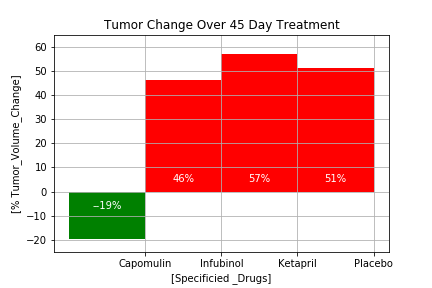 Tumor Change Over 45 Day Treatment
60
50
40
30
20
10
0
−10
−20
[% Tumor_Volume_Change]
−19%
46%
57%
51%
Capomulin
Infubinol
Ketapril
Placebo
[Specificied _Drugs]